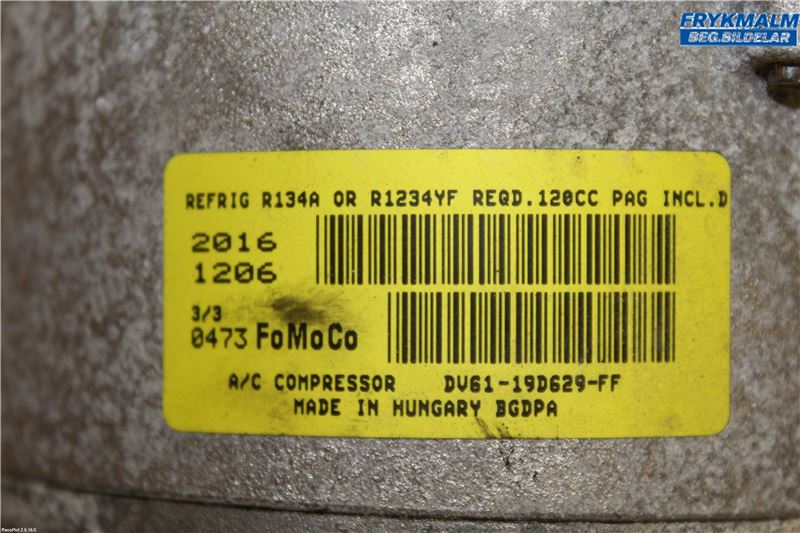 FRYKMALM
BEG.BILDELAR
REFRIG R134A OR R1234YF REQD.120CC PAG INCL.D
2016
1206
3/3
0473 FoMoCo
A/C COMPRESSOR DV61-19D629-FF
MADE IN HUNGARY BGDPA